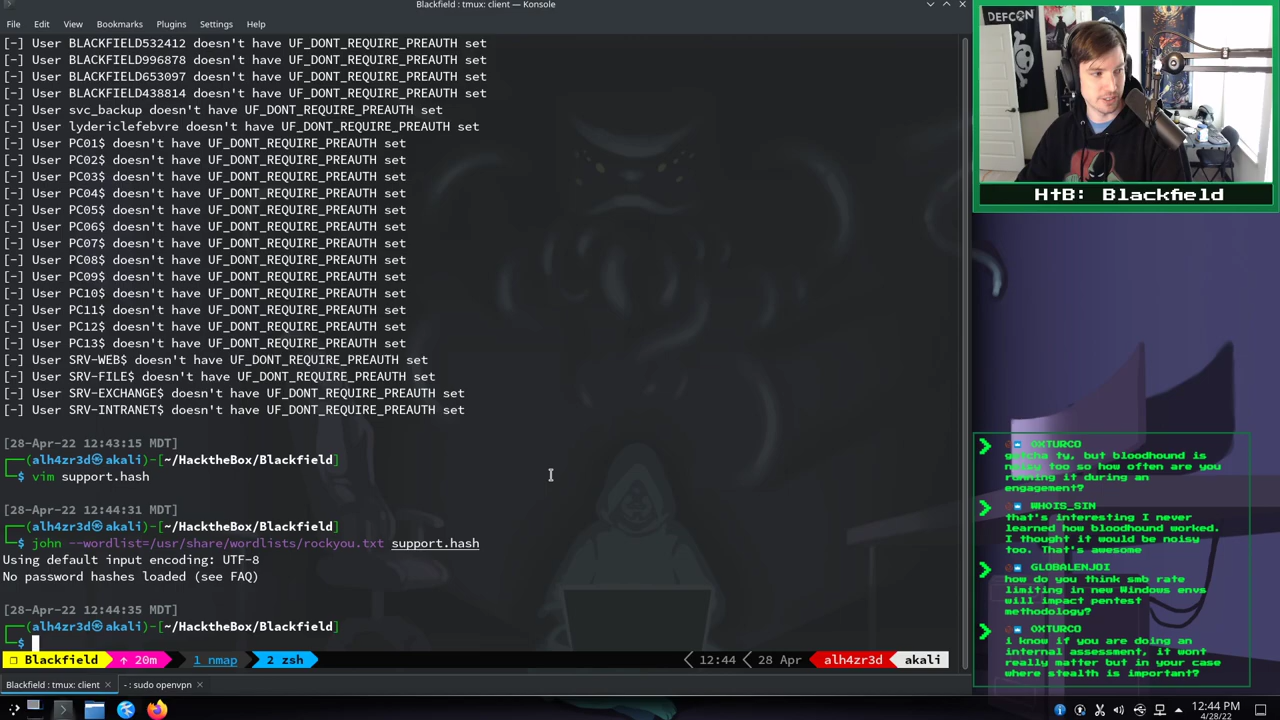 Blackfield : tmux: client — Konsole
File Edit View Bookmarks Plugins Settings Help
[-] User BLACKFIELD532412 doesn't have UF_DONT_REQUIRE_PREAUTH set
[-] User BLACKFIELD996878 doesn't have UF_DONT_REQUIRE_PREAUTH set
[-] User BLACKFIELD653097 doesn't have UF_DONT_REQUIRE_PREAUTH set
[-] User BLACKFIELD438814 doesn't have UF_DONT_REQUIRE_PREAUTH set
[-] User svc_backup doesn't have UF_DONT_REQUIRE_PREAUTH set
[-] User lydericlefebvre doesn't have UF_DONT_REQUIRE_PREAUTH set
[-] User PC01$ doesn't have UF_DONT_REQUIRE_PREAUTH set
[-] User PC02$ doesn't have UF_DONT_REQUIRE_PREAUTH set
[-] User PC03$ doesn't have UF_DONT_REQUIRE_PREAUTH set
[-] User PC04$ doesn't have UF_DONT_REQUIRE_PREAUTH set
[-] User PC05$ doesn't have UF_DONT_REQUIRE_PREAUTH set
[-] User PC06$ doesn't have UF_DONT_REQUIRE_PREAUTH set
[-] User PC07$ doesn't have UF_DONT_REQUIRE_PREAUTH set
[-] User PC08$ doesn't have UF_DONT_REQUIRE_PREAUTH set
[-] User PC09$ doesn't have UF_DONT_REQUIRE_PREAUTH set
[-] User PC10$ doesn't have UF_DONT_REQUIRE_PREAUTH set
[-] User PC11$ doesn't have UF_DONT_REQUIRE_PREAUTH set
[-] User PC12$ doesn't have UF_DONT_REQUIRE_PREAUTH set
[-] User PC13$ doesn't have UF_DONT_REQUIRE_PREAUTH set
[-] User SRV-WEB$ doesn't have UF_DONT_REQUIRE_PREAUTH set
[-] User SRV-FILE$ doesn't have UF_DONT_REQUIRE_PREAUTH set
[-] User SRV-EXCHANGE$ doesn't have UF_DONT_REQUIRE_PREAUTH set
[-] User SRV-INTRANET$ doesn't have UF_DONT_REQUIRE_PREAUTH set
[28-Apr-22 12:43:15 MDT]
(alh4zr3d㉿akali)-[~/HacktheBox/Blackfield]
$ vim support.hash
[28-Apr-22 12:44:31 MDT]
(alh4zr3d㉿akali)-[~/HacktheBox/Blackfield]
$ john --wordlist=/usr/share/wordlists/rockyou.txt support.hash
Using default input encoding: UTF-8
No password hashes loaded (see FAQ)
[28-Apr-22 12:44:35 MDT]
(alh4zr3d㉿akali)-[~/HacktheBox/Blackfield]
$
Blackfield ↑ 20m 1 nmap 2 zsh 12:44 28 Apr alh4zr3d akali
Blackfield : tmux: client - : sudo openvpn
DEFCON
H†B: Blackfield
0XTURCO
gotcha ty, but bloodhound is
noisy too so how often are you
running it during an
engagement?
WHOIS_SIN
that's interesting I never
learned how bloodhound worked.
I thought it would be noisy
too. That's awesome
GLOBALENJOI
how do you think smb rate
limiting in new Windows envs
will impact pentest
methodology?
0XTURCO
i know if you are doing an
internal assessment, it wont
really matter but in your case
where stealth is important?
12:44 PM
4/28/22